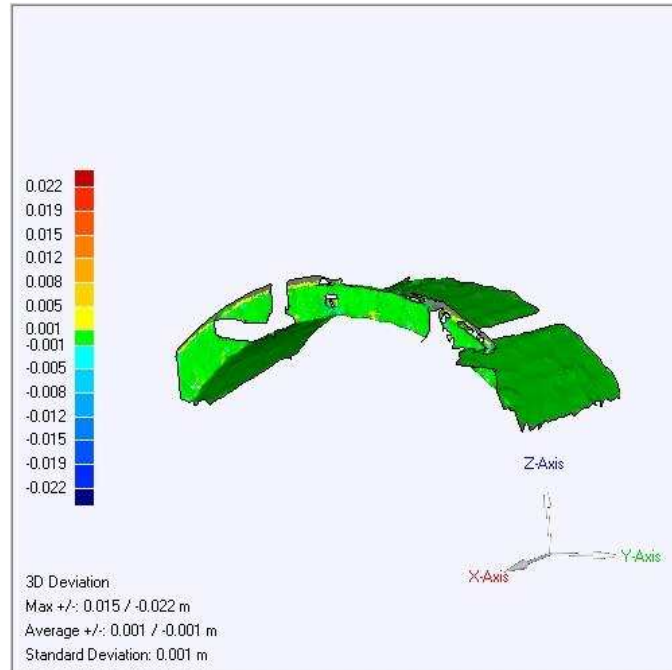 0.022
0.019
0.015
0.012
0.008
0.005
0.001
-0.001
-0.005
-0.008
-0.012
-0.015
-0.019
-0.022
Z-Axis
X-Axis
Y-Axis
3D Deviation
Max +/-: 0.015 / -0.022 m
Average +/-: 0.001 / -0.001 m
Standard Deviation: 0.001 m